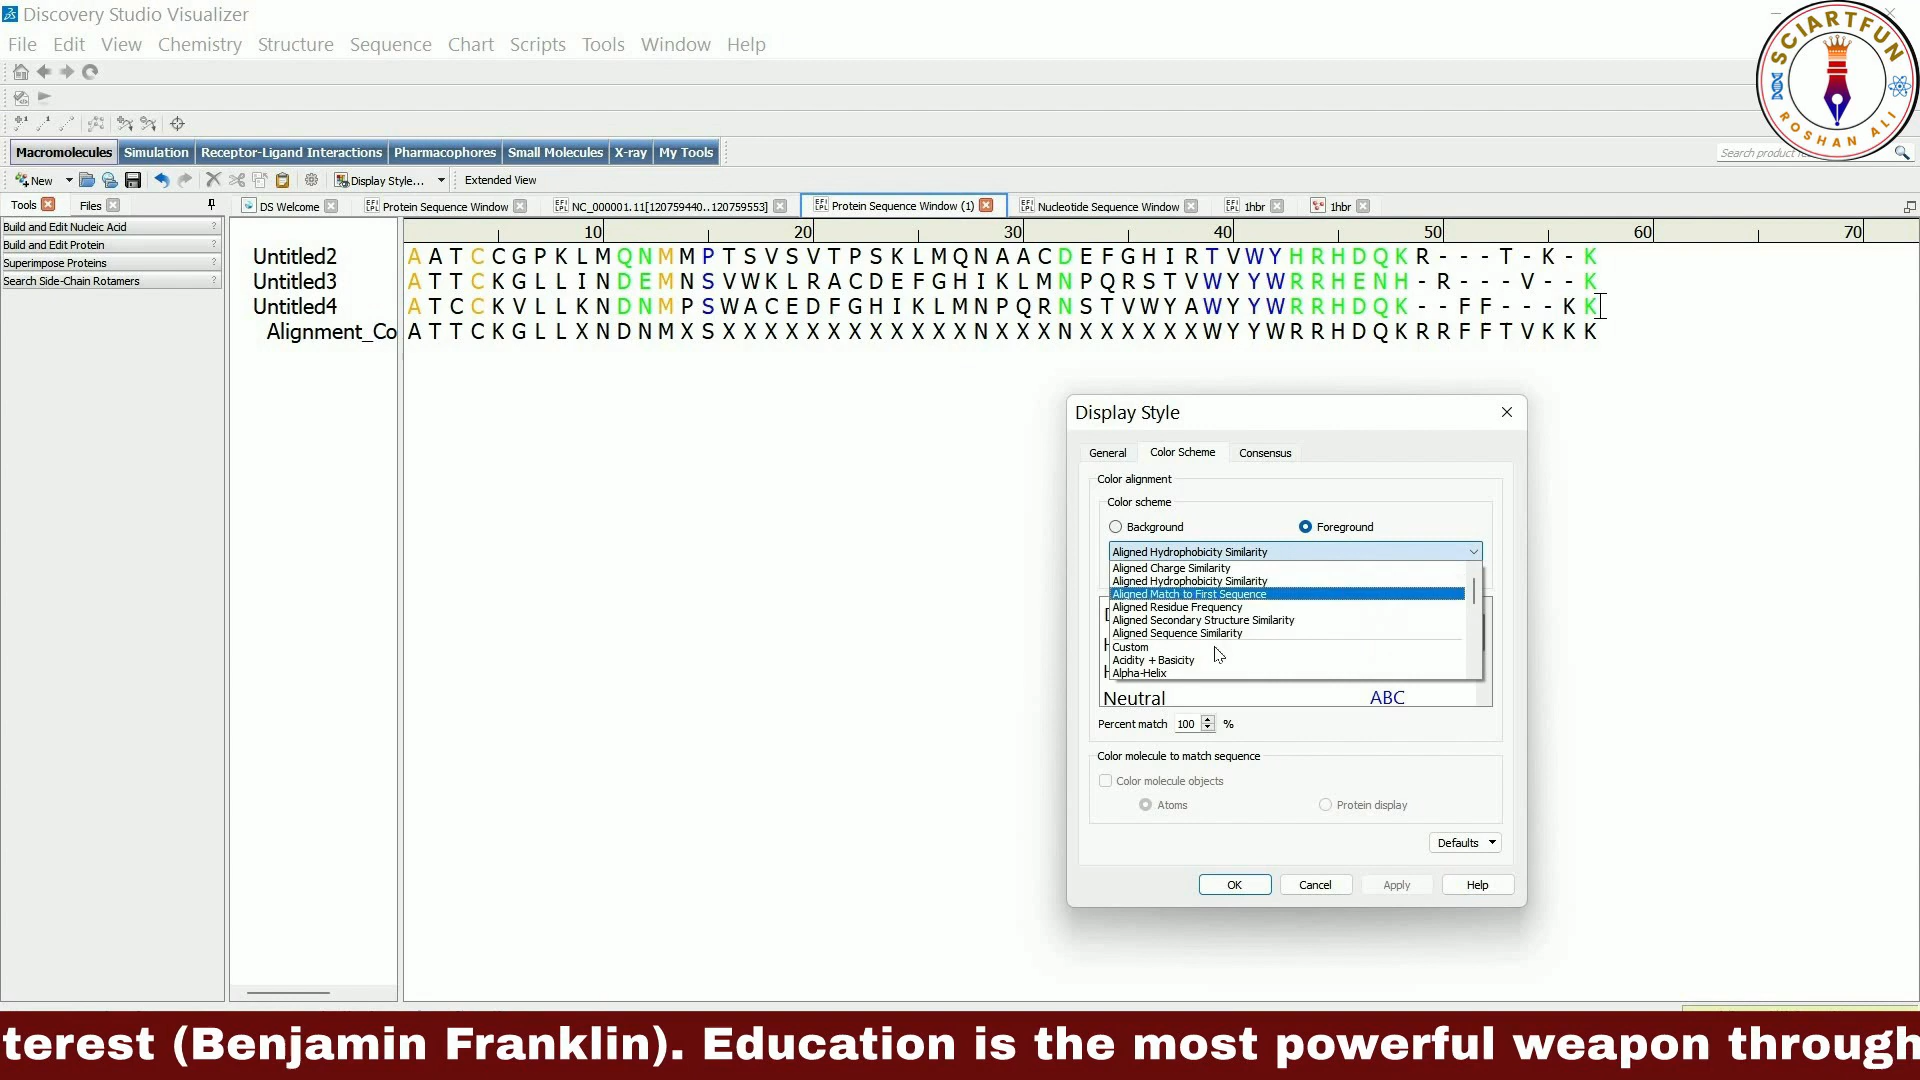 Discovery Studio Visualizer
File Edit View Chemistry Structure Sequence Chart Scripts Tools Window Help
SCIARTFUN
ROSHAN ALI
Macromolecules Simulation Receptor-Ligand Interactions Pharmacophores Small Molecules X-ray My Tools
Search product
New Display Style... Extended View
Tools Files DS Welcome Protein Sequence Window NC_000001.11[120759440..120759553] Protein Sequence Window (1) Nucleotide Sequence Window 1hbr 1hbr
Build and Edit Nucleic Acid ?
Build and Edit Protein ?
Superimpose Proteins ?
Search Side-Chain Rotamers ?
10 20 30 40 50 60 70
Untitled2 A A T C C G P K L M Q N M M P T S V S V T P S K L M Q N A A C D E F G H I R T V W Y H R H D Q K R - - - T - K - K
Untitled3 A T T C K G L L I N D E M N S V W K L R A C D E F G H I K L M N P Q R S T V W Y Y W R R H E N H - R - - - V - - K
Untitled4 A T C C K V L L K N D N M P S W A C E D F G H I K L M N P Q R N S T V W Y A W Y Y W R R H D Q K - - F F - - - K K
Alignment_Co A T T C K G L L X N D N M X S X X X X X X X X X X X X N X X X N X X X X X X W Y Y W R R H D Q K R R F F T V K K K
Display Style
General Color Scheme Consensus
Color alignment
Color scheme
Background Foreground
Aligned Hydrophobicity Similarity
Aligned Charge Similarity
Aligned Hydrophobicity Similarity
Aligned Match to First Sequence
Aligned Residue Frequency
Aligned Secondary Structure Similarity
Aligned Sequence Similarity
Custom
Acidity + Basicity
Alpha-Helix
Neutral ABC
Percent match 100 %
Color molecule to match sequence
Color molecule objects
Atoms Protein display
Defaults
OK Cancel Apply Help
terest (Benjamin Franklin). Education is the most powerful weapon through